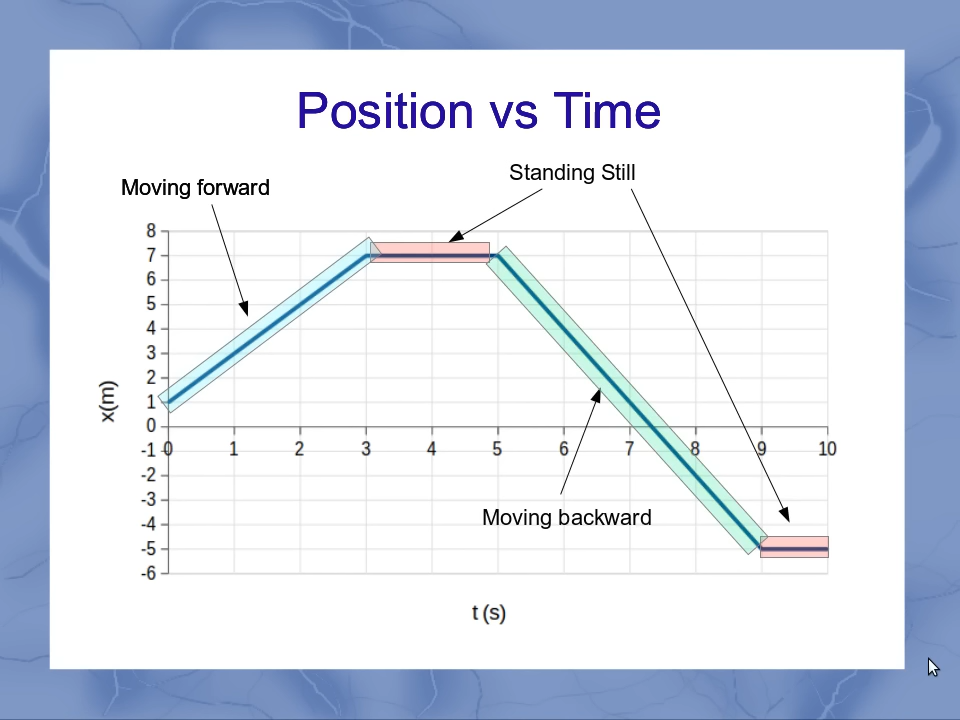 Position vs Time
Standing Still
Moving forward
8
7
6
5
4
3
2
1
0
-1
-2
-3
-4
-5
-6
x(m)
0 1 2 3 4 5 6 7 8 9 10
Moving backward
t (s)